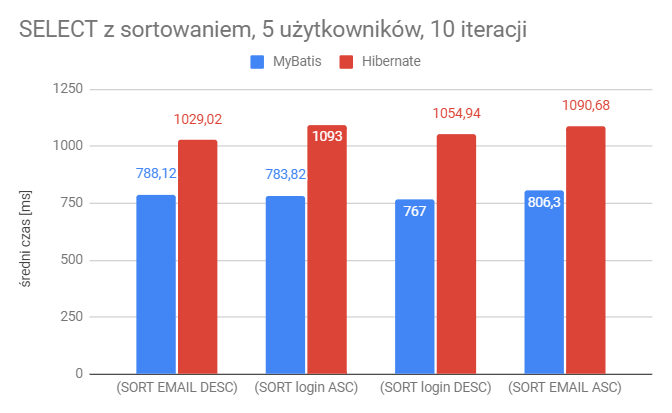 SELECT z sortowaniem, 5 użytkowników, 10 iteracji
MyBatis Hibernate
średni czas [ms]
1250
1000
750
500
250
0
788,12 1029,02 783,82 1093 767 1054,94 806,3 1090,68
(SORT EMAIL DESC) (SORT login ASC) (SORT login DESC) (SORT EMAIL ASC)